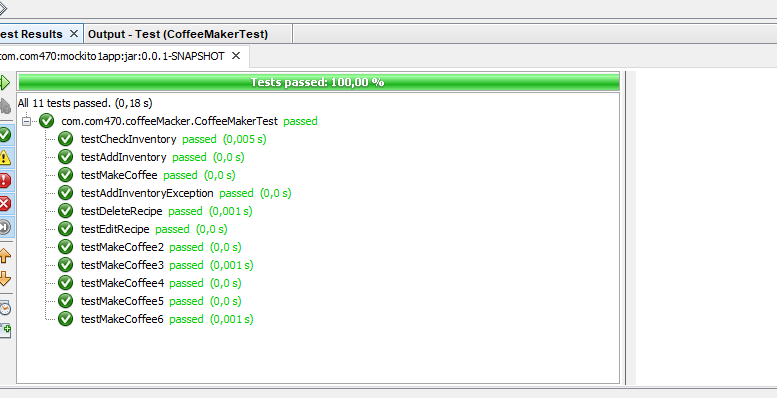 est Results × Output - Test (CoffeeMakerTest)
om.com470:mockito1app:jar:0.0.1-SNAPSHOT ×
Tests passed: 100,00 %
All 11 tests passed. (0,18 s)
com.com470.coffeeMacker.CoffeeMakerTest passed
testCheckInventory passed (0,005 s)
testAddInventory passed (0,0 s)
testMakeCoffee passed (0,0 s)
testAddInventoryException passed (0,0 s)
testDeleteRecipe passed (0,001 s)
testEditRecipe passed (0,0 s)
testMakeCoffee2 passed (0,0 s)
testMakeCoffee3 passed (0,001 s)
testMakeCoffee4 passed (0,0 s)
testMakeCoffee5 passed (0,0 s)
testMakeCoffee6 passed (0,001 s)